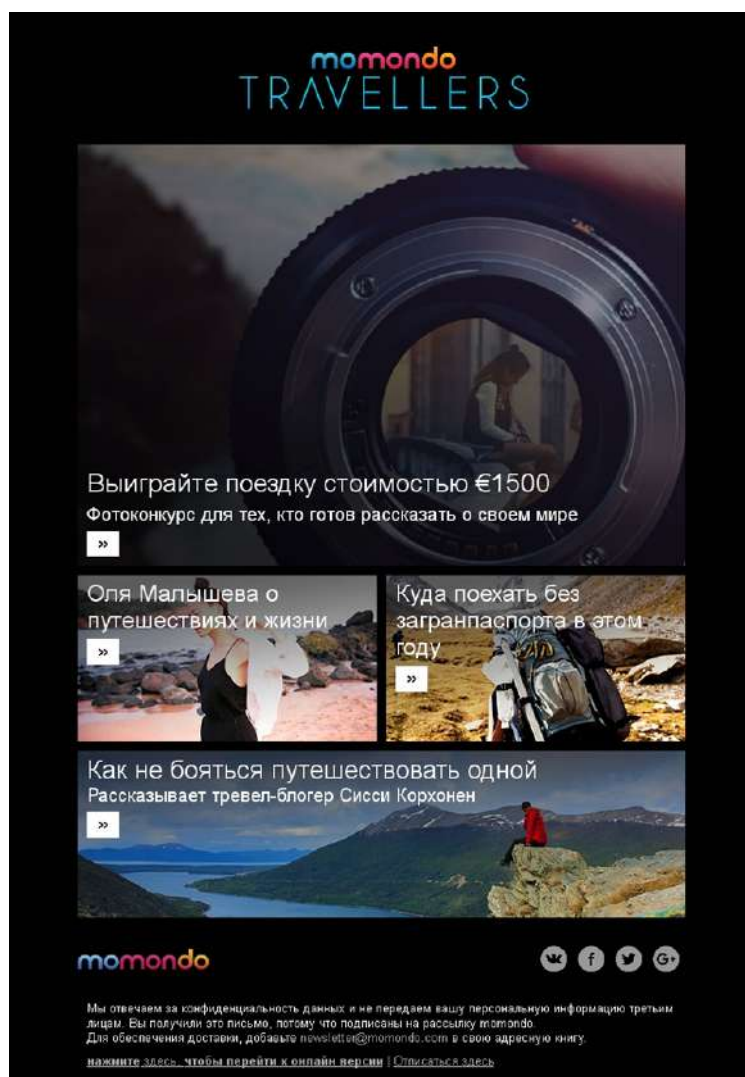 momondo
TRAVELLERS
Выиграйте поездку стоимостью €1500
Фотоконкурс для тех, кто готов рассказать о своем мире
»
Оля Малышева о
путешествиях и жизни
»
Куда поехать без
загранпаспорта в этом
году
»
Как не бояться путешествовать одной
Рассказывает тревел-блогер Сисси Корхонен
»
momondo
Мы отвечаем за конфиденциальность данных и не передаем вашу персональную информацию третьим
лицам. Вы получили это письмо, потому что подписаны на рассылку momondo.
Для обеспечения доставки, добавьте newsletter@momondo.com в свою адресную книгу.
нажмите здесь, чтобы перейти к онлайн версии | Отписаться здесь